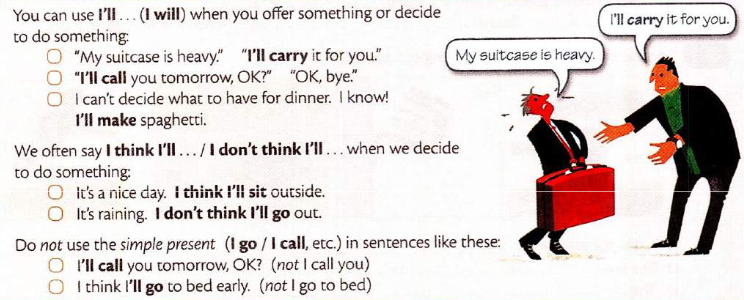 You can use I'll ... (I will) when you offer something or decide
to do something:
"My suitcase is heavy." "I'll carry it for you."
"I'll call you tomorrow, OK?" "OK, bye."
I can't decide what to have for dinner. I know!
I'll make spaghetti.
We often say I think I'll ... / I don't think I'll ... when we decide
to do something:
It's a nice day. I think I'll sit outside.
It's raining. I don't think I'll go out.
Do not use the simple present (I go / I call, etc.) in sentences like these:
I'll call you tomorrow, OK? (not I call you)
I think I'll go to bed early. (not I go to bed)
I'll carry it for you.
My suitcase is heavy.